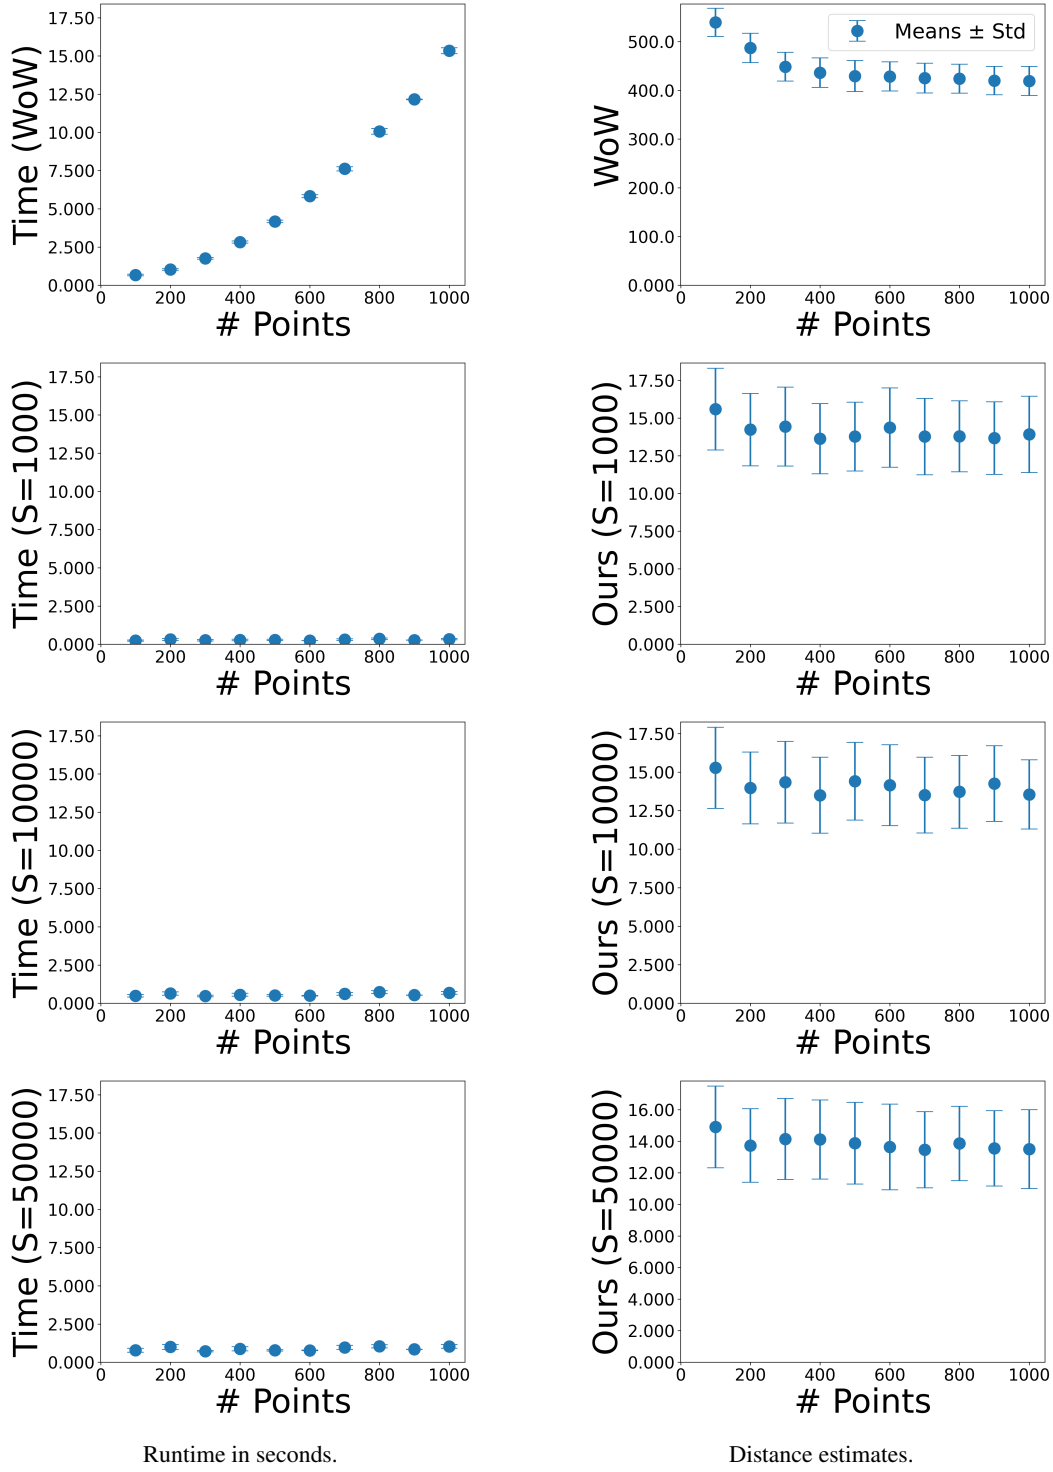 17.50
15.00
12.50
10.00
7.500
5.000
2.500
0.000
Time (WoW)
0 200 400 600 800 1000
# Points
Means ± Std
500.0
400.0
300.0
200.0
100.0
0.000
WoW
0 200 400 600 800 1000
# Points
17.50
15.00
12.50
10.00
7.500
5.000
2.500
0.000
Time (S=1000)
0 200 400 600 800 1000
# Points
17.50
15.00
12.50
10.00
7.500
5.000
2.500
0.000
Ours (S=1000)
0 200 400 600 800 1000
# Points
17.50
15.00
12.50
10.00
7.500
5.000
2.500
0.000
Time (S=10000)
0 200 400 600 800 1000
# Points
17.50
15.00
12.50
10.00
7.500
5.000
2.500
0.000
Ours (S=10000)
0 200 400 600 800 1000
# Points
17.50
15.00
12.50
10.00
7.500
5.000
2.500
0.000
Time (S=50000)
0 200 400 600 800 1000
# Points
16.00
14.00
12.00
10.00
8.000
6.000
4.000
2.000
0.000
Ours (S=50000)
0 200 400 600 800 1000
# Points
Runtime in seconds.
Distance estimates.